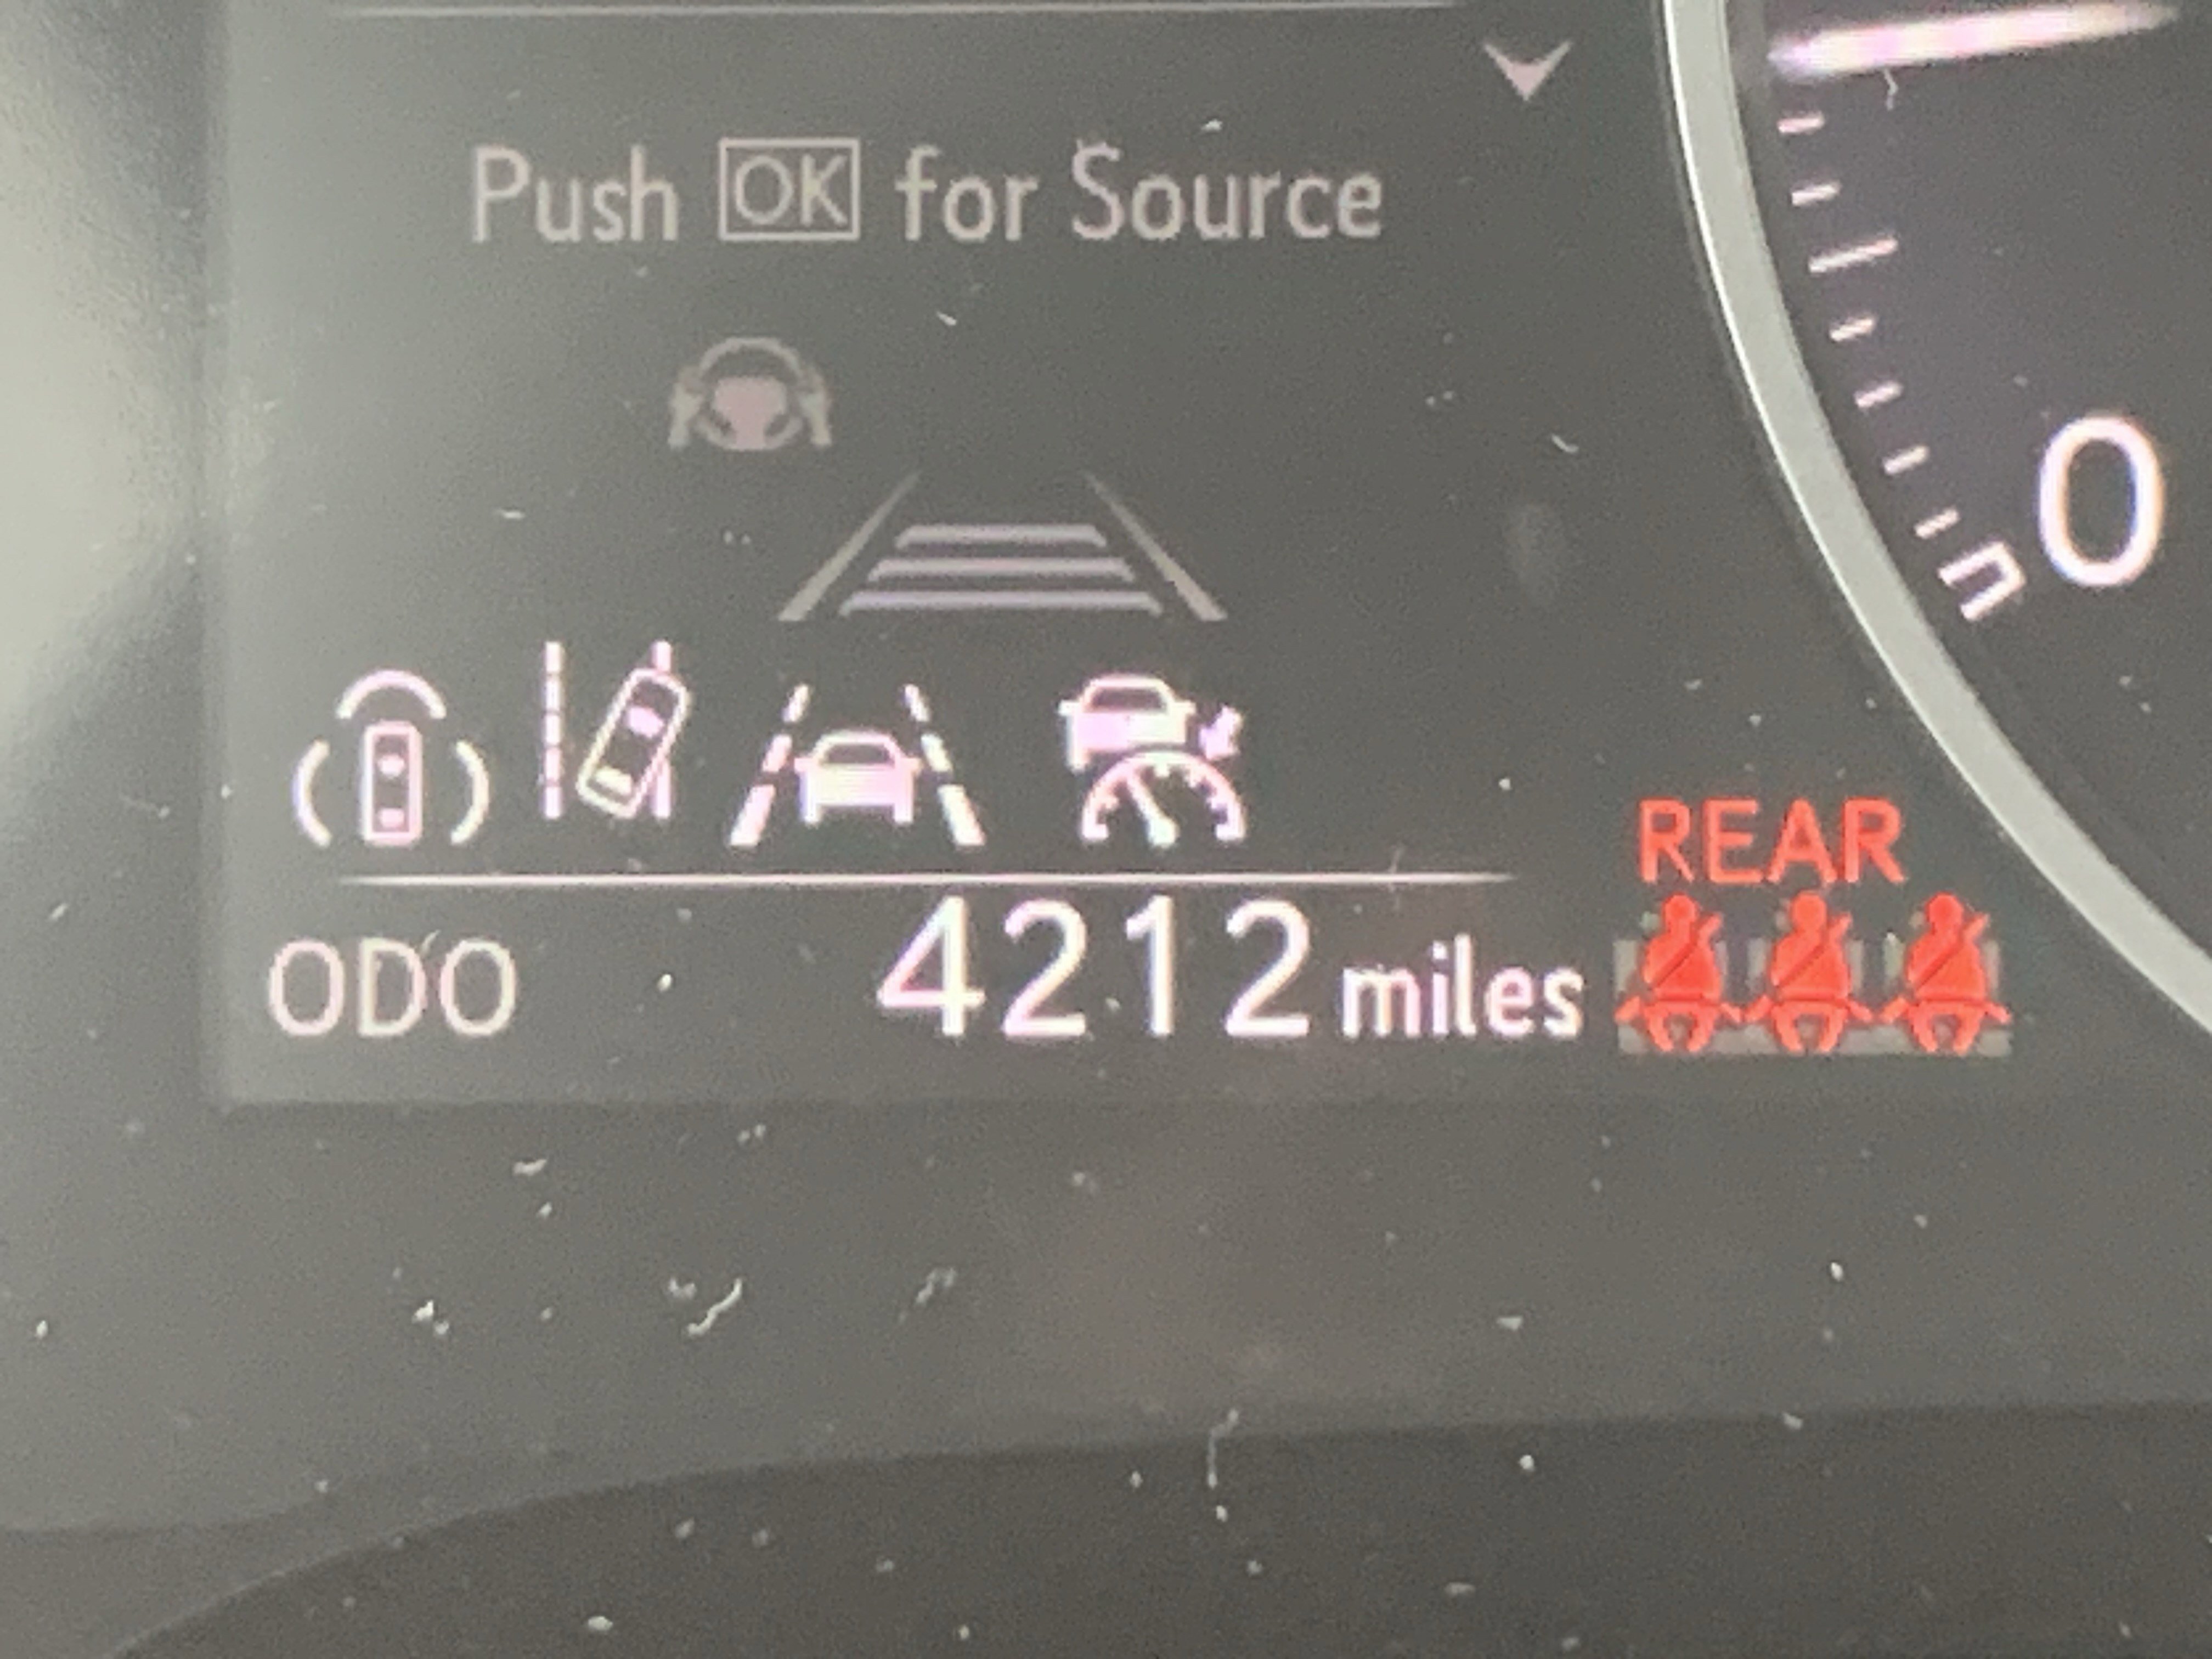 Push OK for Source
0
REAR
ODO 4212 miles